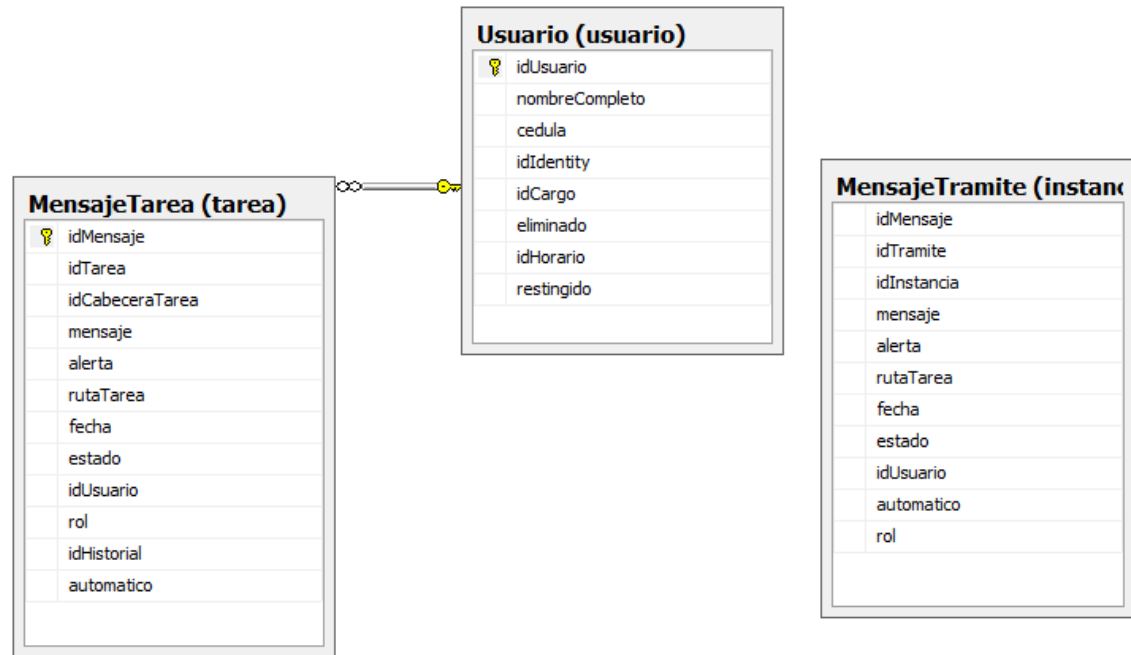 Usuario (usuario)
idUsuario
nombreCompleto
cedula
idIdentity
idCargo
eliminado
idHorario
restingido
MensajeTarea (tarea)
idMensaje
idTarea
idCabeceraTarea
mensaje
alerta
rutaTarea
fecha
estado
idUsuario
rol
idHistorial
automatico
MensajeTramite (instanc
idMensaje
idTramite
idInstancia
mensaje
alerta
rutaTarea
fecha
estado
idUsuario
automatico
rol